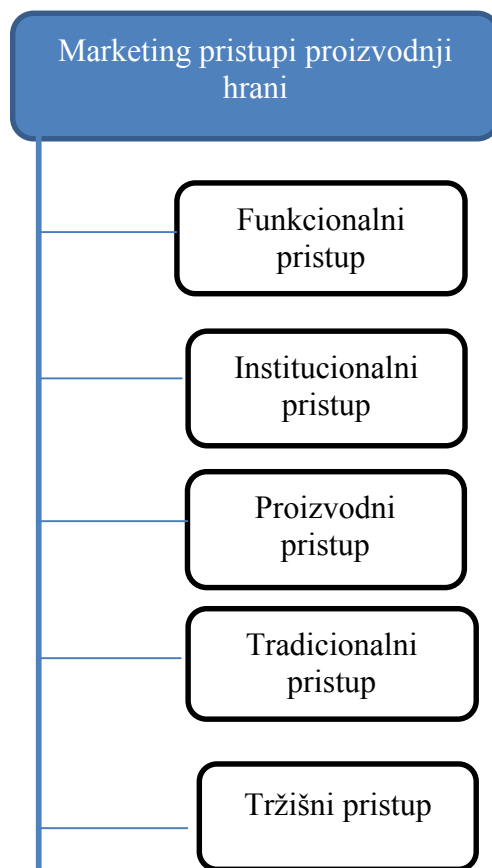 Marketing pristupi proizvodnji
hrani
Funkcionalni
pristup
Institucionalni
pristup
Proizvodni
pristup
Tradicionalni
pristup
Tržišni pristup